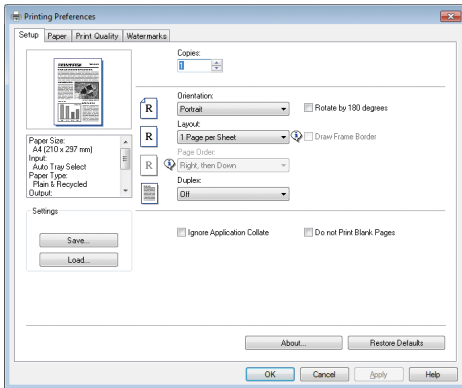 Printing Preferences
Setup Paper Print Quality Watermarks
Copies:
1
Orientation:
R Portrait Rotate by 180 degrees
Layout:
R 1 Page per Sheet Draw Frame Border
Page Order:
R Right, then Down
Duplex:
Off
Paper Size:
A4 (210 x 297 mm)
Input:
Auto Tray Select
Paper Type:
Plain & Recycled
Output:
Settings
Save...
Load...
Ignore Application Collate Do not Print Blank Pages
About... Restore Defaults
OK Cancel Apply Help